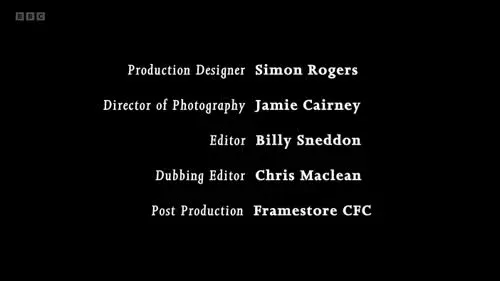 BBC
Production Designer Simon Rogers
Director of Photography Jamie Cairney
Editor Billy Sneddon
Dubbing Editor Chris Maclean
Post Production Framestore CFC